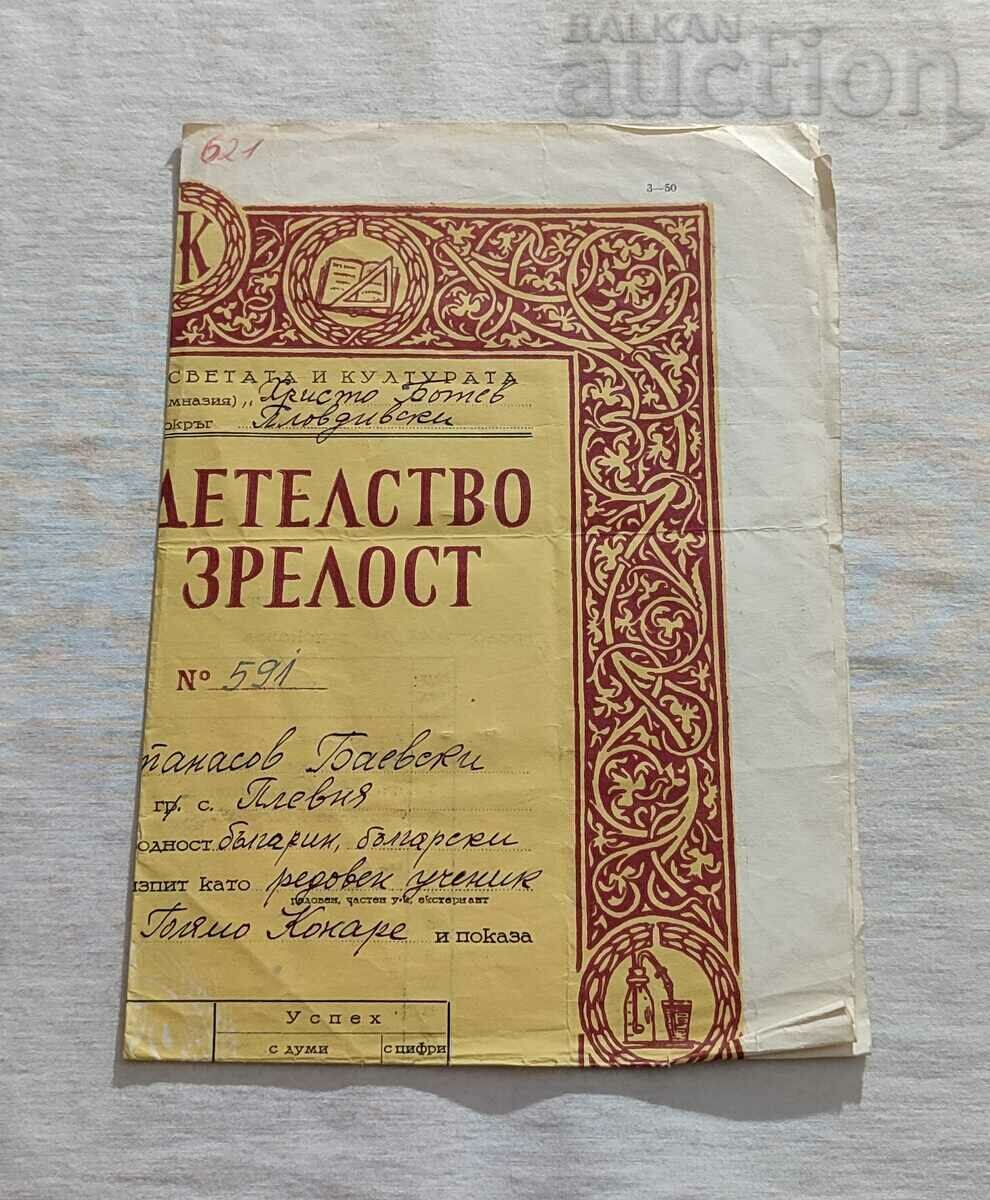 BALKAN
auction
621
3—50
К
СВЕТАТА И КУЛТУРАТА
мназия) „Христо Ботев
окръг Пловдивски
ДЕТЕЛСТВО
ЗРЕЛОСТ
№ 591
танасов Баевски
гр. с. Плевня
одност българин, български
изпит като редовен ученик
редовен, частен уч., екстернант
Голямо Конаре и показа
Успех
с думи с цифри